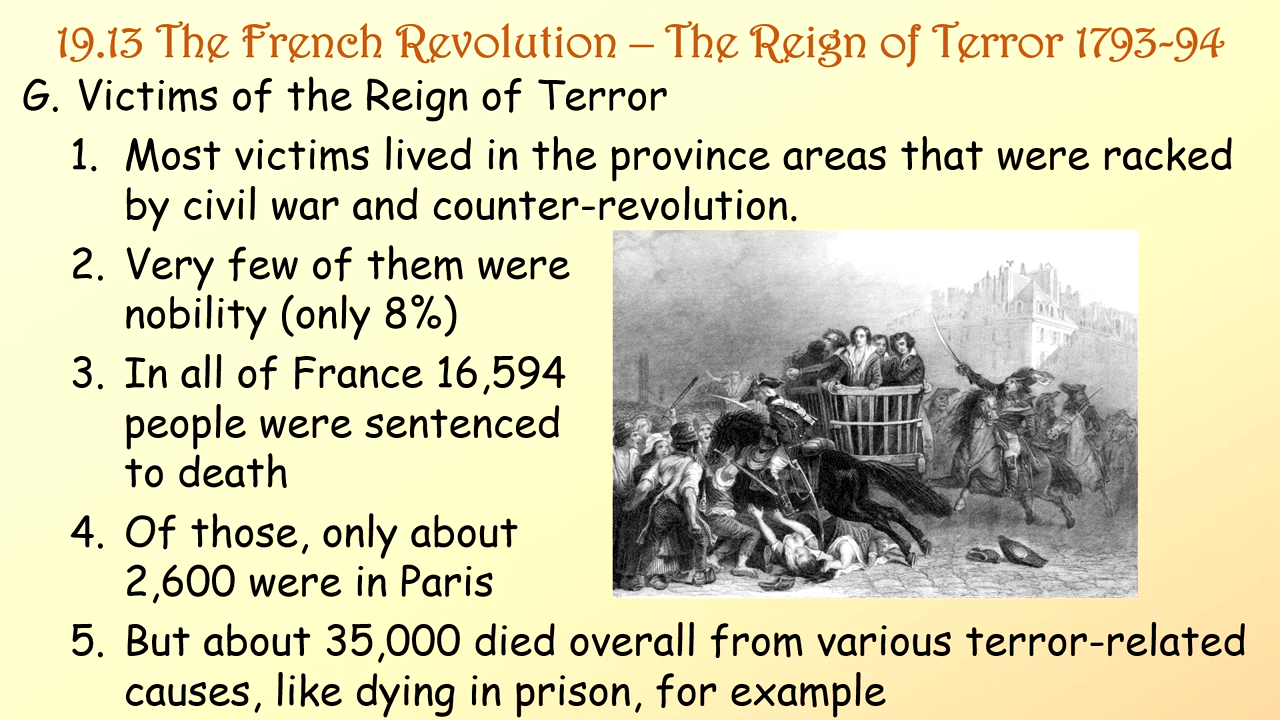 19.13 The French Revolution – The Reign of Terror 1793-94
G. Victims of the Reign of Terror
1. Most victims lived in the province areas that were racked
by civil war and counter-revolution.
2. Very few of them were
nobility (only 8%)
3. In all of France 16,594
people were sentenced
to death
4. Of those, only about
2,600 were in Paris
5. But about 35,000 died overall from various terror-related
causes, like dying in prison, for example